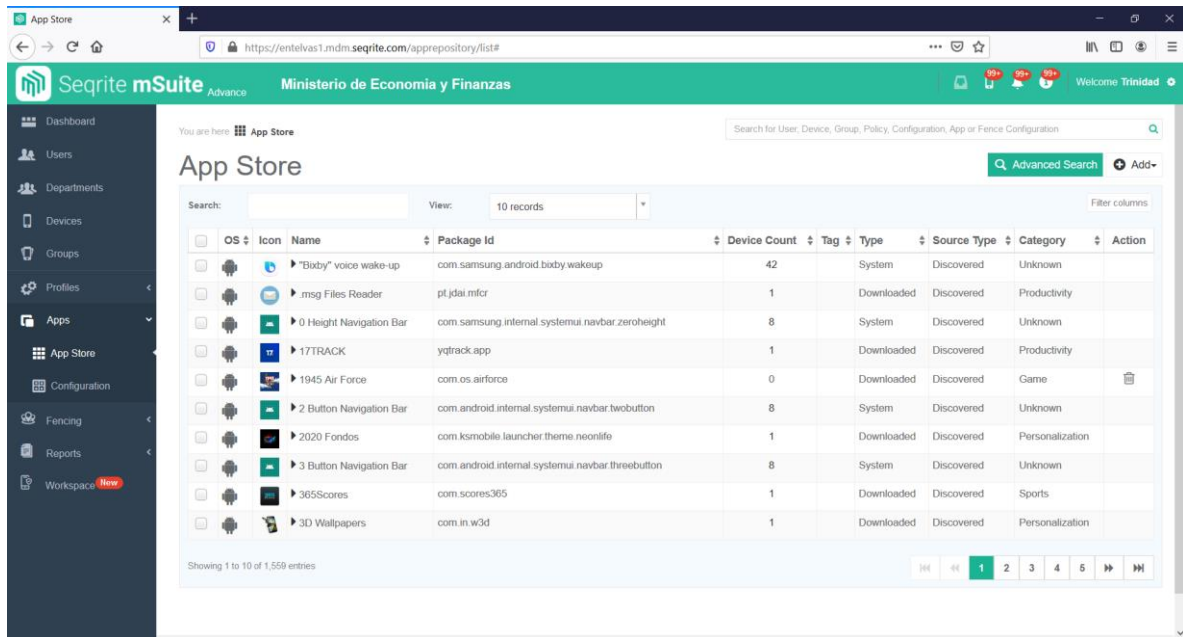 App Store
https://entelvas1.mdm.seqrite.com/apprepository/list#
Seqrite mSuite Advance Ministerio de Economia y Finanzas 99+ 99+ 99+ Welcome Trinidad
Dashboard
Users
Departments
Devices
Groups
Profiles
Apps
App Store
Configuration
Fencing
Reports
Workspace New
You are here App Store
Search for User, Device, Group, Policy, Configuration, App or Fence Configuration
App Store
Advanced Search
Add
Search: View: 10 records Filter columns
OS Icon Name Package Id Device Count Tag Type Source Type Category Action
"Bixby" voice wake-up com.samsung.android.bixby.wakeup 42 System Discovered Unknown
.msg Files Reader pt.jdai.mfcr 1 Downloaded Discovered Productivity
0 Height Navigation Bar com.samsung.internal.systemui.navbar.zeroheight 8 System Discovered Unknown
17 17TRACK yqtrack.app 1 Downloaded Discovered Productivity
1945 Air Force com.os.airforce 0 Downloaded Discovered Game
2 Button Navigation Bar com.android.internal.systemui.navbar.twobutton 8 System Discovered Unknown
2020 Fondos com.ksmobile.launcher.theme.neonlife 1 Downloaded Discovered Personalization
3 Button Navigation Bar com.android.internal.systemui.navbar.threebutton 8 System Discovered Unknown
365Scores com.scores365 1 Downloaded Discovered Sports
3D Wallpapers com.in.w3d 1 Downloaded Discovered Personalization
Showing 1 to 10 of 1,559 entries
1 2 3 4 5